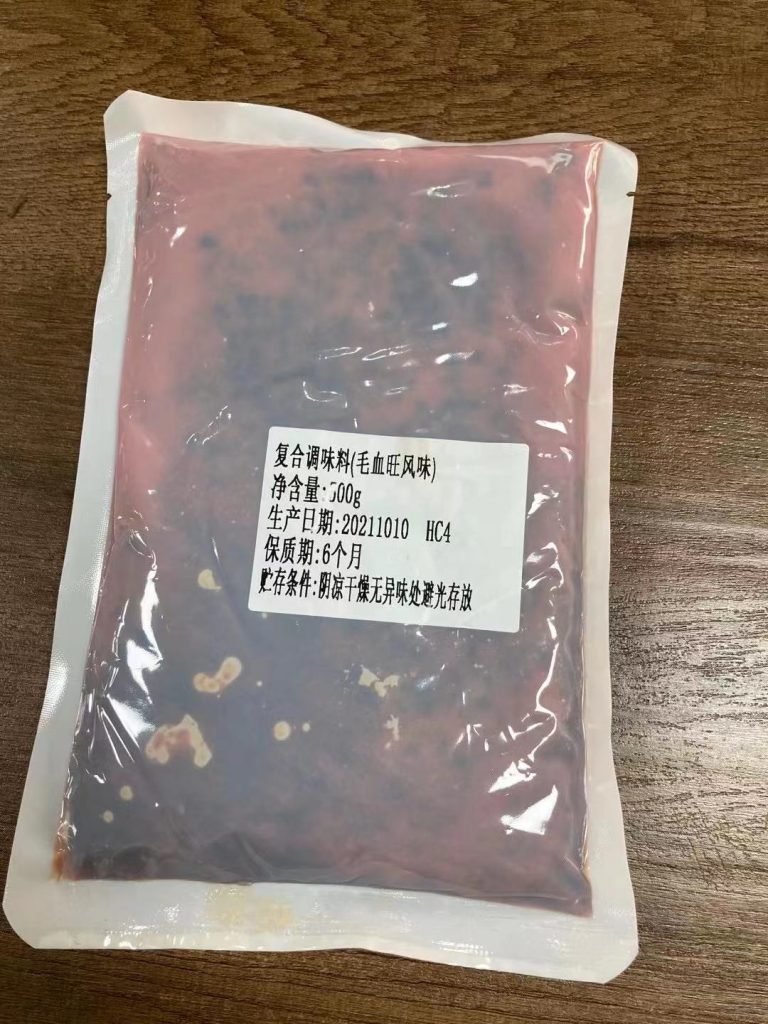 复合调味料(毛血旺风味)
净含量:500g
生产日期:20211010 HC4
保质期:6个月
贮存条件:阴凉干燥无异味处避光存放